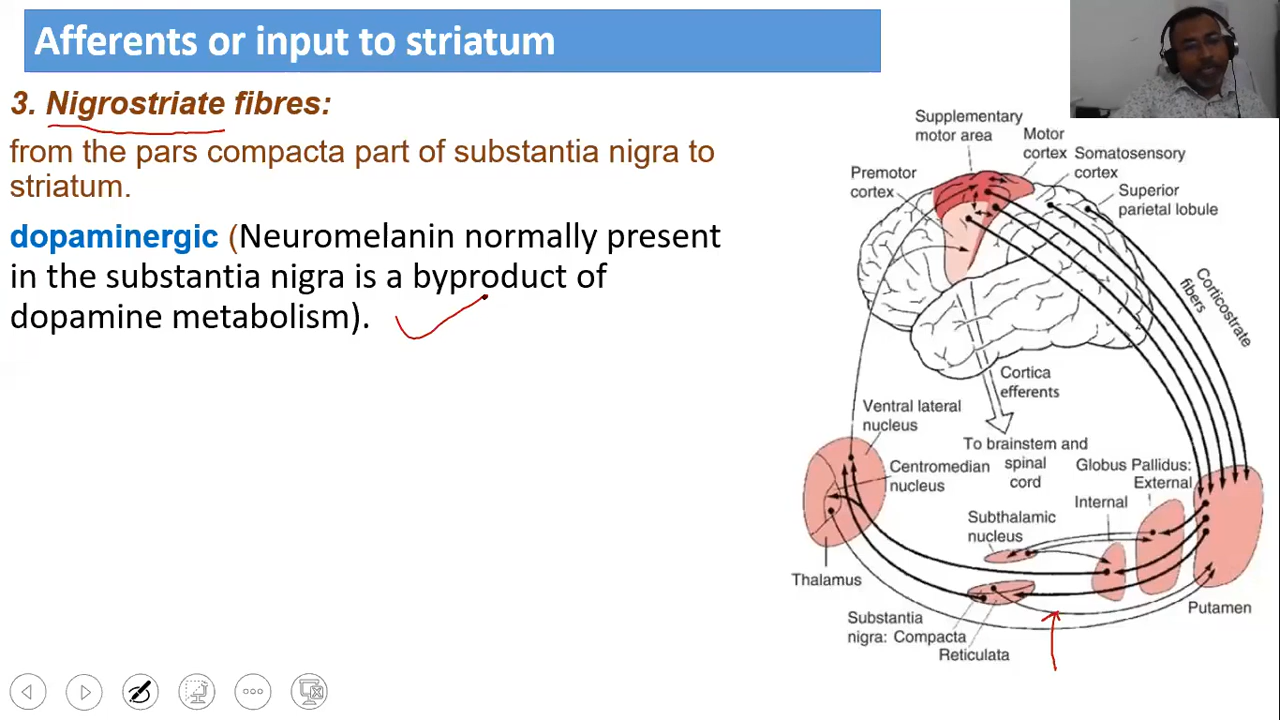 Afferents or input to striatum
3. Nigrostriate fibres:
from the pars compacta part of substantia nigra to
striatum.
dopaminergic (Neuromelanin normally present
in the substantia nigra is a byproduct of
dopamine metabolism).
Supplementary
motor area
Motor
cortex
Somatosensory
cortex
Premotor
cortex
Superior
parietal lobule
Corticostrate
fibers
Cortica
efferents
Ventral lateral
nucleus
To brainstem and
spinal
cord
Centromedian
nucleus
Globus Pallidus:
External
Internal
Subthalamic
nucleus
Thalamus
Putamen
Substantia
nigra: Compacta
Reticulata